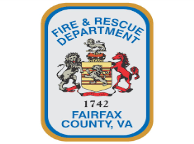 FIRE & RESCUE
DEPARTMENT
1742
FAIRFAX
COUNTY, VA